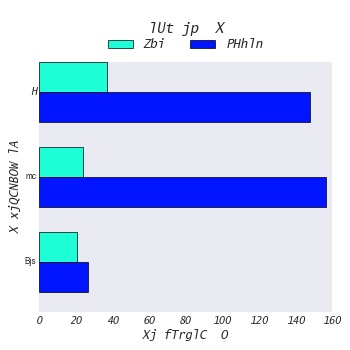 lUt jp  X
Zbi PHhln
H
mc
Bjs
X xjQCNBOW lA
0 20 40 60 80 100 120 140 160
Xj fTrglC  O